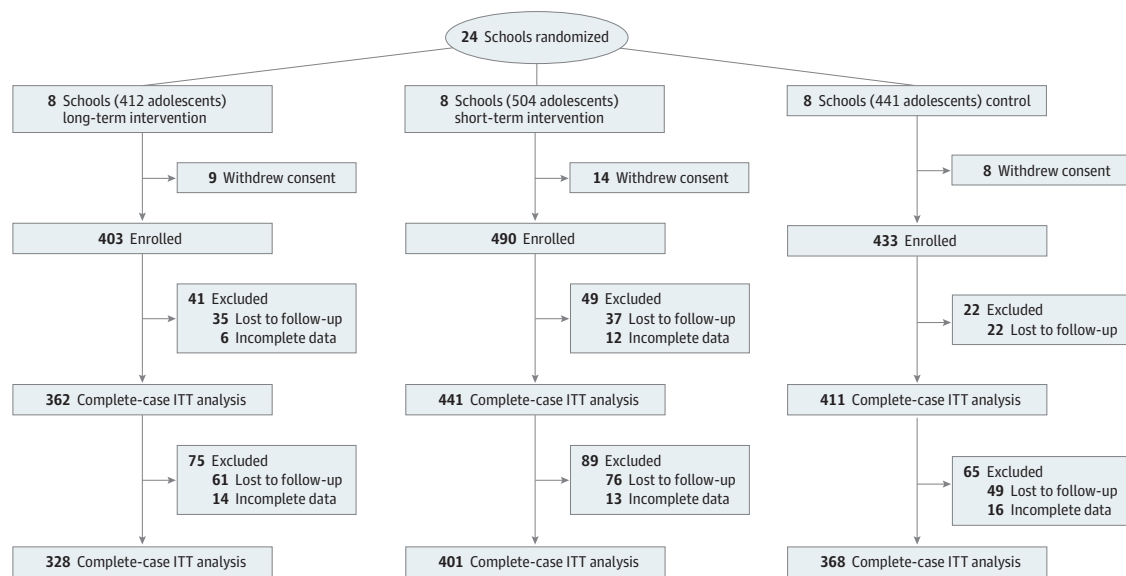 24 Schools randomized
8 Schools (412 adolescents)
long-term intervention
9 Withdrew consent
403 Enrolled
41 Excluded
35 Lost to follow-up
6 Incomplete data
362 Complete-case ITT analysis
75 Excluded
61 Lost to follow-up
14 Incomplete data
328 Complete-case ITT analysis
8 Schools (504 adolescents)
short-term intervention
14 Withdrew consent
490 Enrolled
49 Excluded
37 Lost to follow-up
12 Incomplete data
441 Complete-case ITT analysis
89 Excluded
76 Lost to follow-up
13 Incomplete data
401 Complete-case ITT analysis
8 Schools (441 adolescents) control
8 Withdrew consent
433 Enrolled
22 Excluded
22 Lost to follow-up
411 Complete-case ITT analysis
65 Excluded
49 Lost to follow-up
16 Incomplete data
368 Complete-case ITT analysis